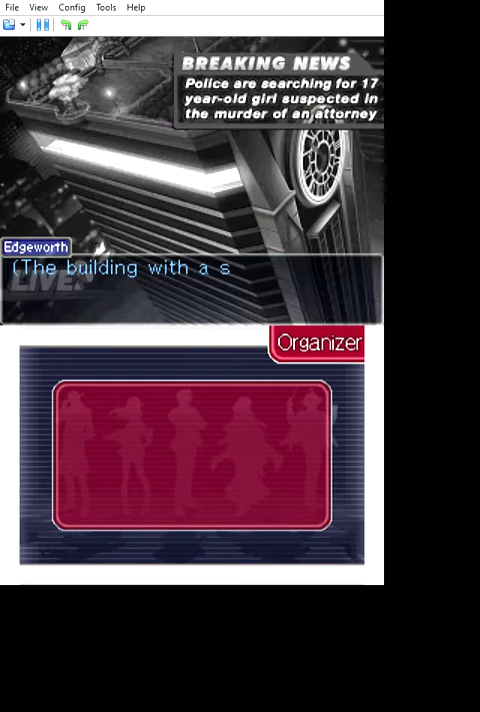 File View Config Tools Help
BREAKING NEWS
Police are searching for 17
year-old girl suspected in
the murder of an attorney
Edgeworth
(The building with a s
LIVE
Organizer